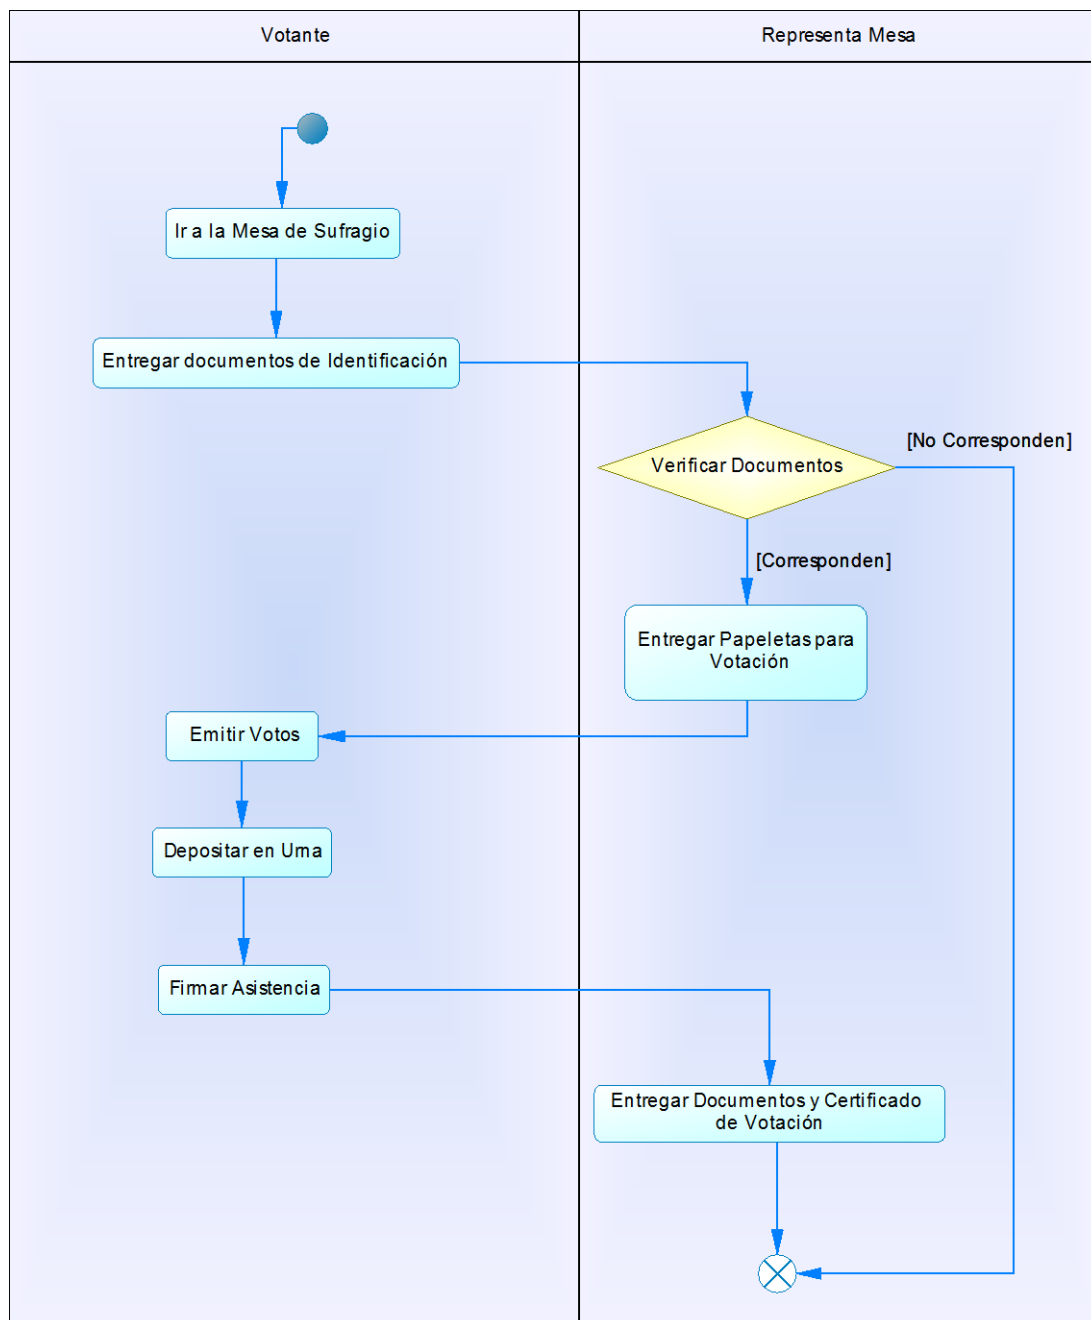 Votante
Representa Mesa
Ir a la Mesa de Sufragio
Entregar documentos de Identificación
Verificar Documentos
[No Corresponden]
[Corresponden]
Entregar Papeletas para
Votación
Emitir Votos
Depositar en Urna
Firmar Asistencia
Entregar Documentos y Certificado
de Votación